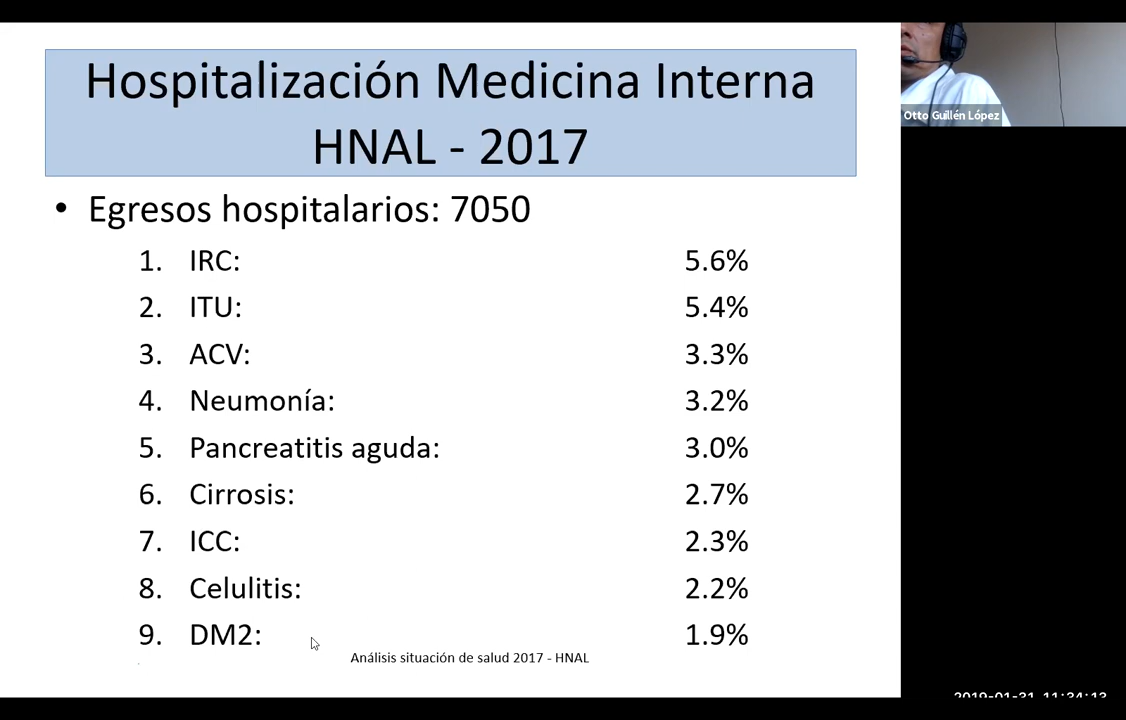 Hospitalización Medicina Interna
HNAL - 2017
• Egresos hospitalarios: 7050
1. IRC: 5.6%
2. ITU: 5.4%
3. ACV: 3.3%
4. Neumonía: 3.2%
5. Pancreatitis aguda: 3.0%
6. Cirrosis: 2.7%
7. ICC: 2.3%
8. Celulitis: 2.2%
9. DM2: 1.9%
Análisis situación de salud 2017 - HNAL
Otto Guillén López
2019-01-31 11:34:13